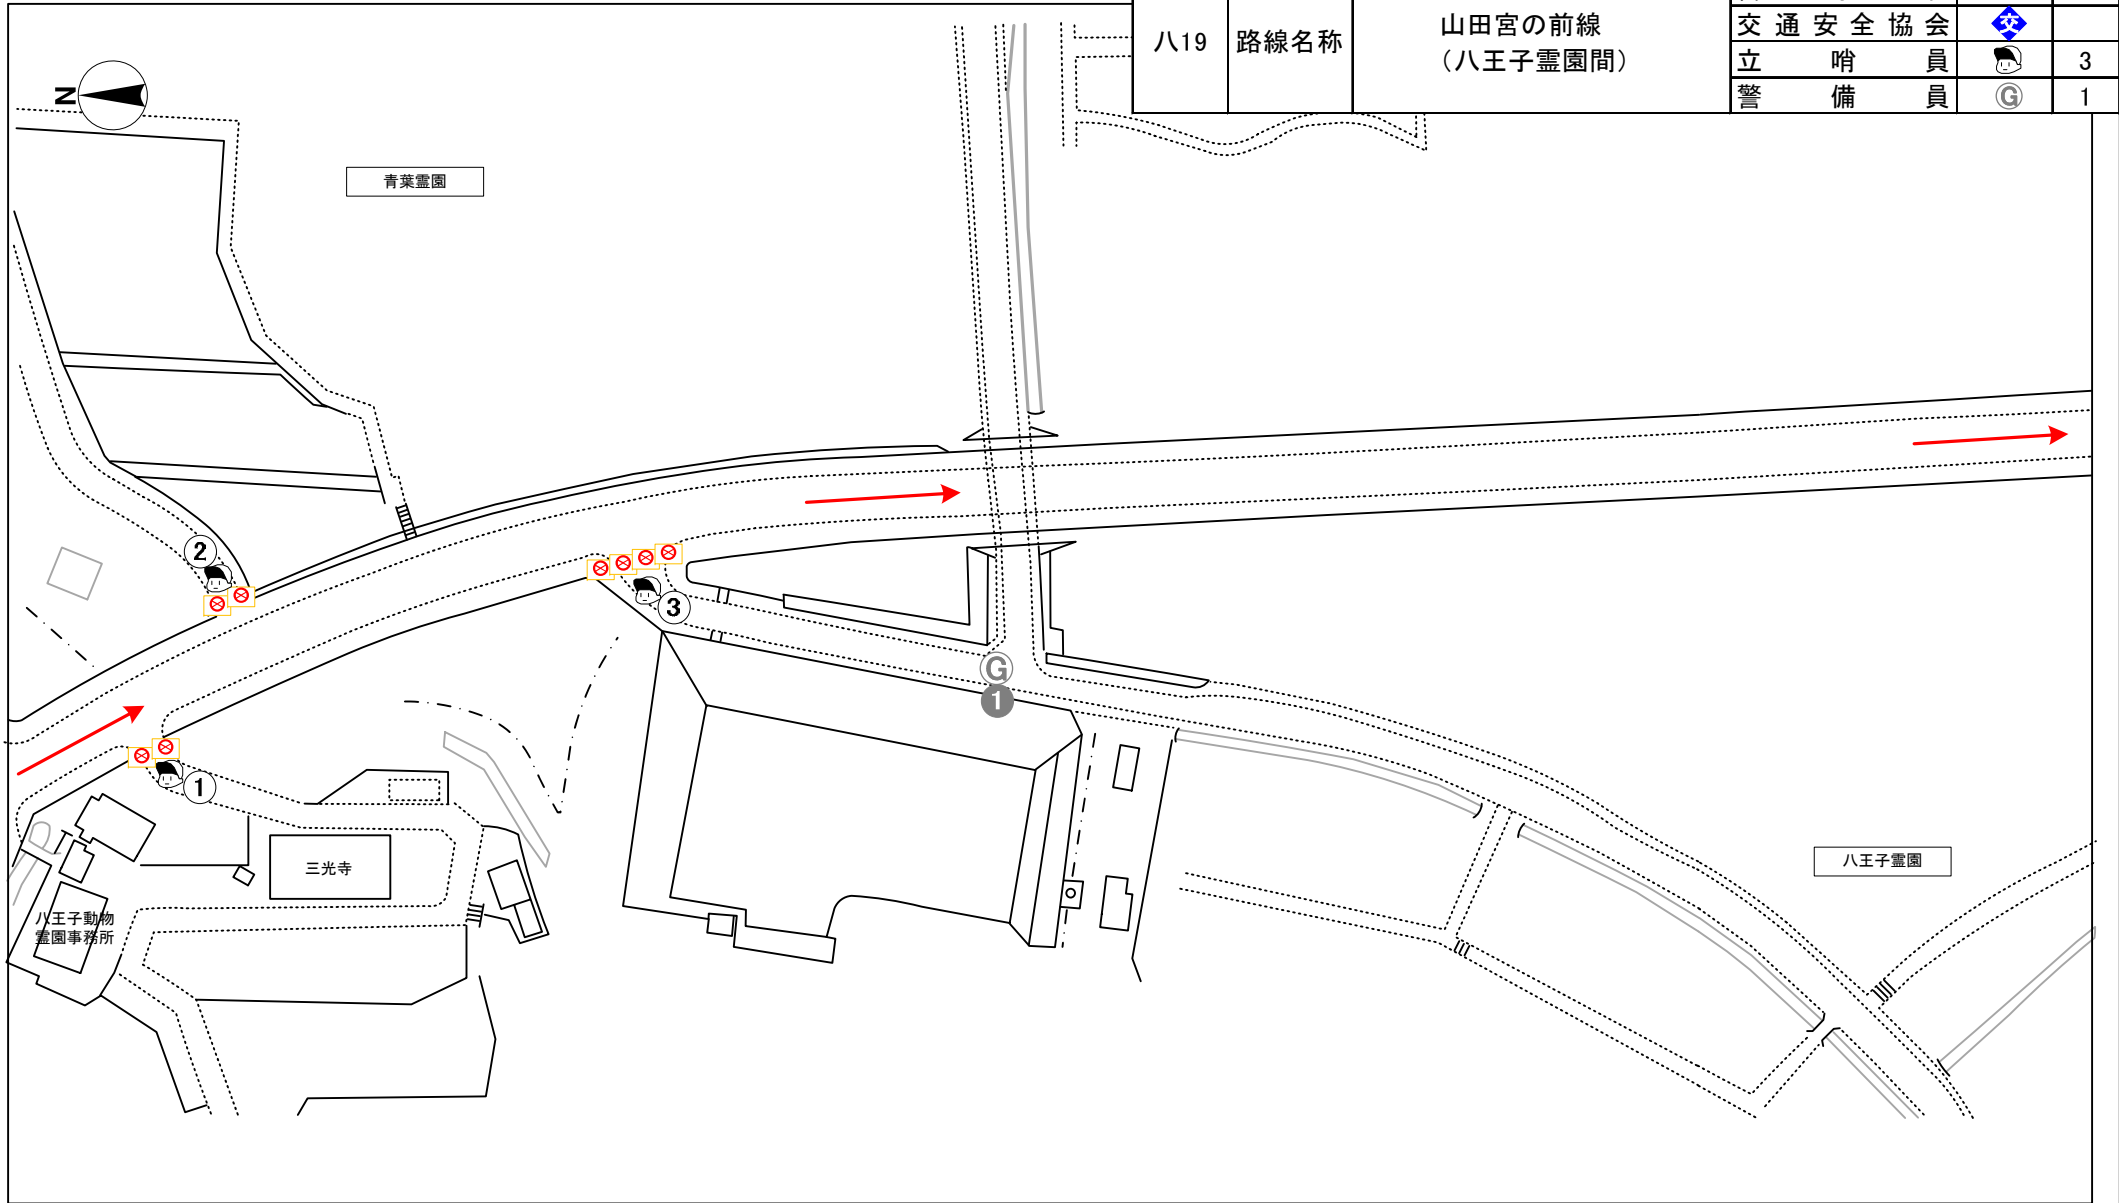 八19
路線名称
山田宮の前線
（八王子霊園間）
交通安全協会 交
立哨員 3
警備員 G 1
N
青葉霊園
2
3
G
1
1
三光寺
八王子動物
霊園事務所
八王子霊園